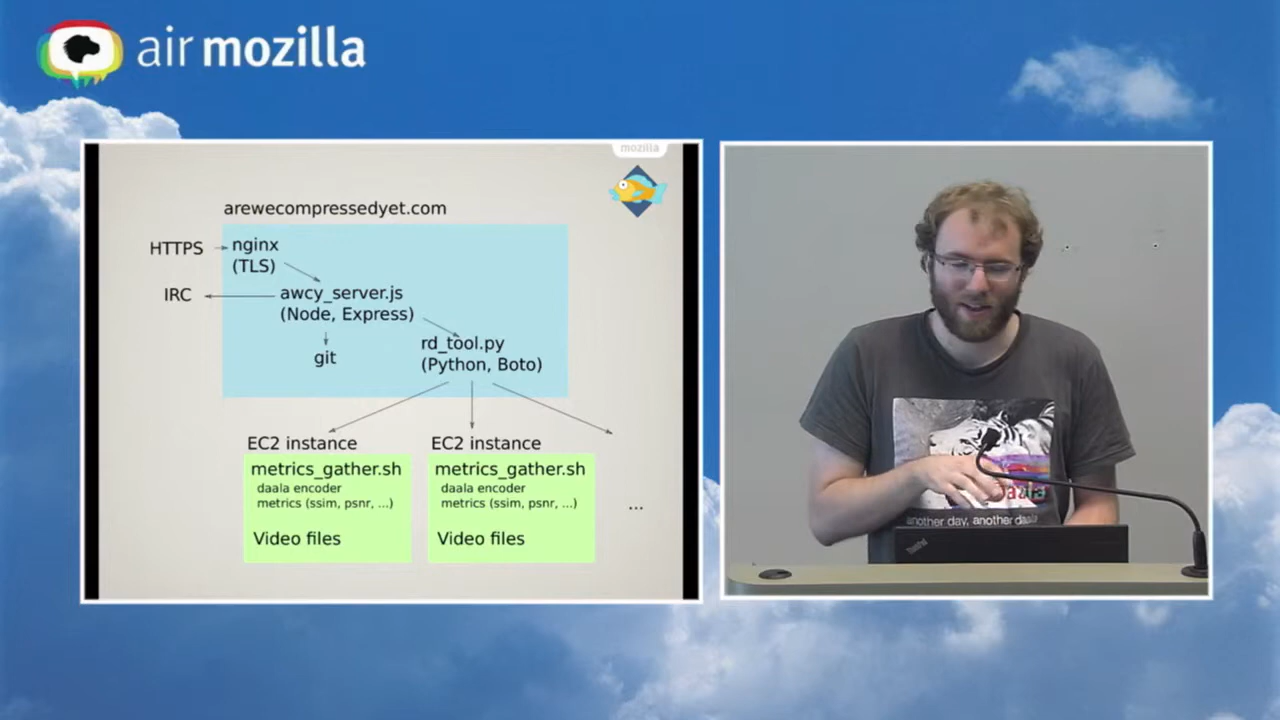 air mozilla
mozilla
arewecompressedyet.com
HTTPS
nginx
(TLS)
IRC
awcy_server.js
(Node, Express)
git
rd_tool.py
(Python, Boto)
EC2 instance
metrics_gather.sh
daala encoder
metrics (ssim, psnr, ...)
Video files
EC2 instance
metrics_gather.sh
daala encoder
metrics (ssim, psnr, ...)
Video files
...
Daala
another day, another daala
ThinkPad